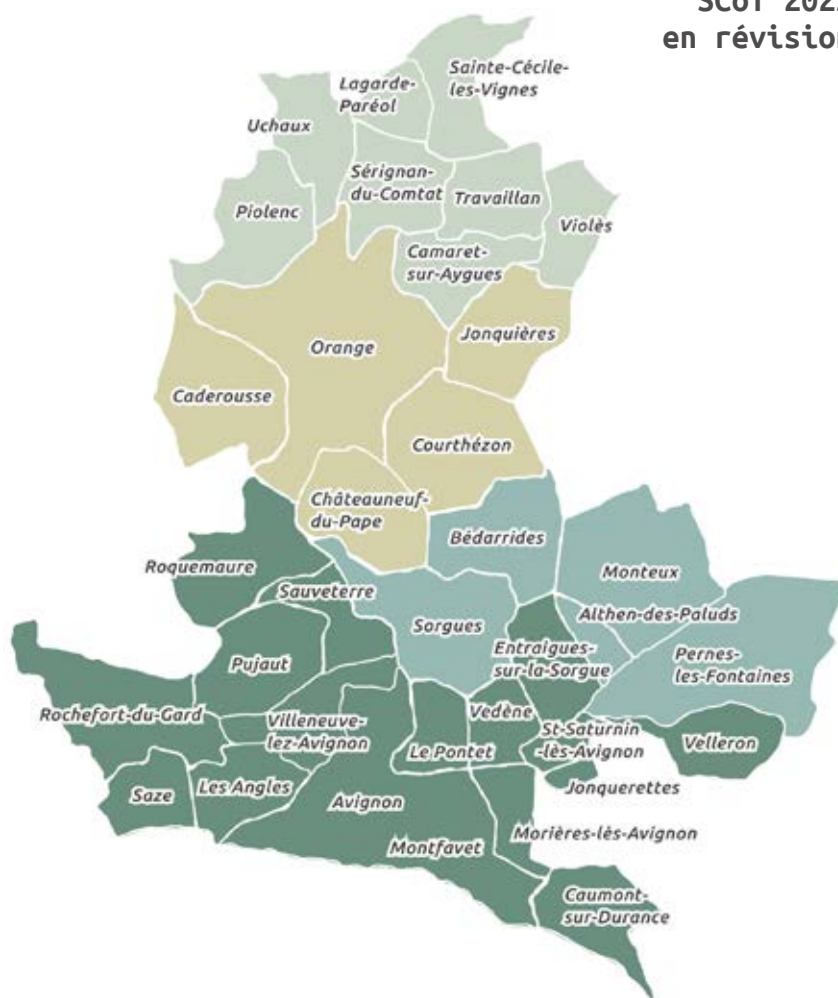 SCoT
en révision
Sainte-Cécile-
les-Vignes
Lagarde-
Paréol
Uchaux
Sérignan-
du-Comtat
Travaillan
Piolenc
Violès
Camaret-
sur-Aygues
Orange
Jonquières
Caderousse
Courthézon
Châteauneuf-
du-Pape
Bédarrides
Roquemaure
Monteux
Sauveterre
Althen-des-Paluds
Sorgues
Entraigues-
sur-la-Sorgue
Pernes-
les-Fontaines
Pujaut
Rochefort-du-Gard
Villeneuve-
lez-Avignon
Vedène
St-Saturnin
-lès-Avignon
Velleron
Le Pontet
Saze
Les Angles
Jonquerettes
Avignon
Morières-lès-Avignon
Montfavet
Caumont-
sur-Durance